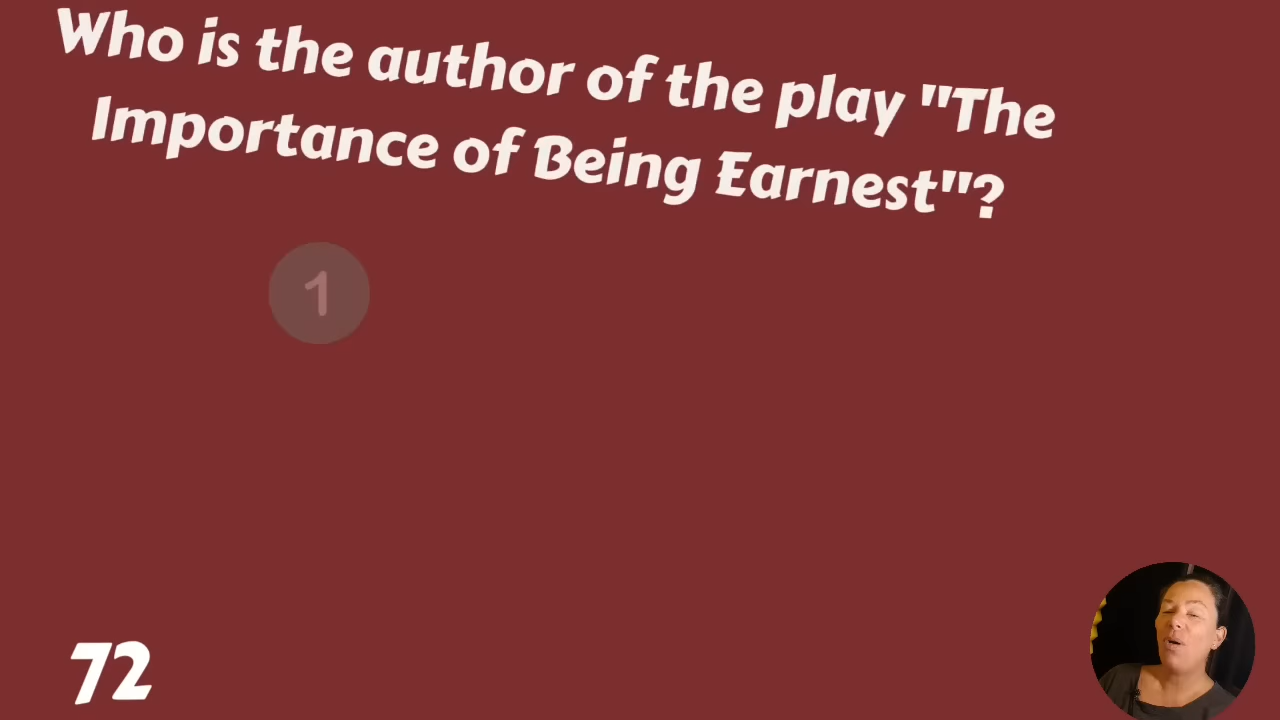 Who is the author of the play "The
Importance of Being Earnest"?
1
72